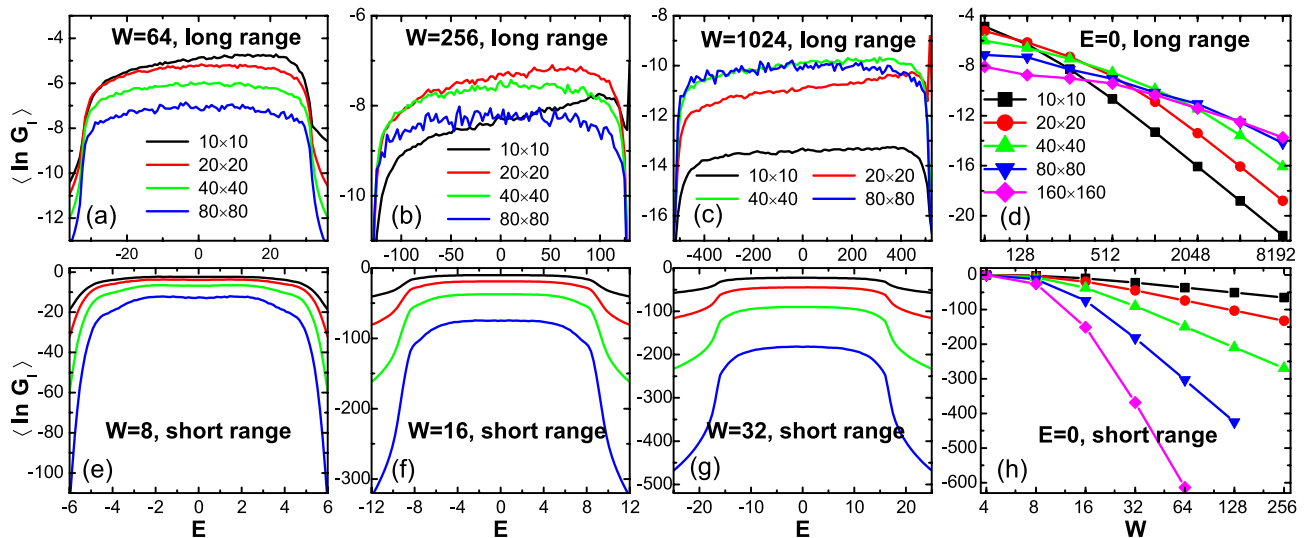 W=64, long range
10×10
20×20
40×40
80×80
(a)
⟨ ln G_I ⟩
-4
-6
-8
-10
-12
-20 0 20
W=256, long range
10×10
20×20
40×40
80×80
(b)
-6
-8
-10
-100 -50 0 50 100
W=1024, long range
10×10 20×20
40×40 80×80
(c)
-8
-10
-12
-14
-16
-400 -200 0 200 400
E=0, long range
10×10
20×20
40×40
80×80
160×160
(d)
-4
-6
-8
-10
-12
-14
-16
-18
-20
128 512 2048 8192
W=8, short range
(e)
⟨ ln G_I ⟩
0
-20
-40
-60
-80
-100
-6 -4 -2 0 2 4 6
E
W=16, short range
(f)
0
-100
-200
-300
-12 -8 -4 0 4 8 12
E
W=32, short range
(g)
0
-100
-200
-300
-400
-500
-20 -10 0 10 20
E
E=0, short range
(h)
0
-100
-200
-300
-400
-500
-600
4 8 16 32 64 128 256
W